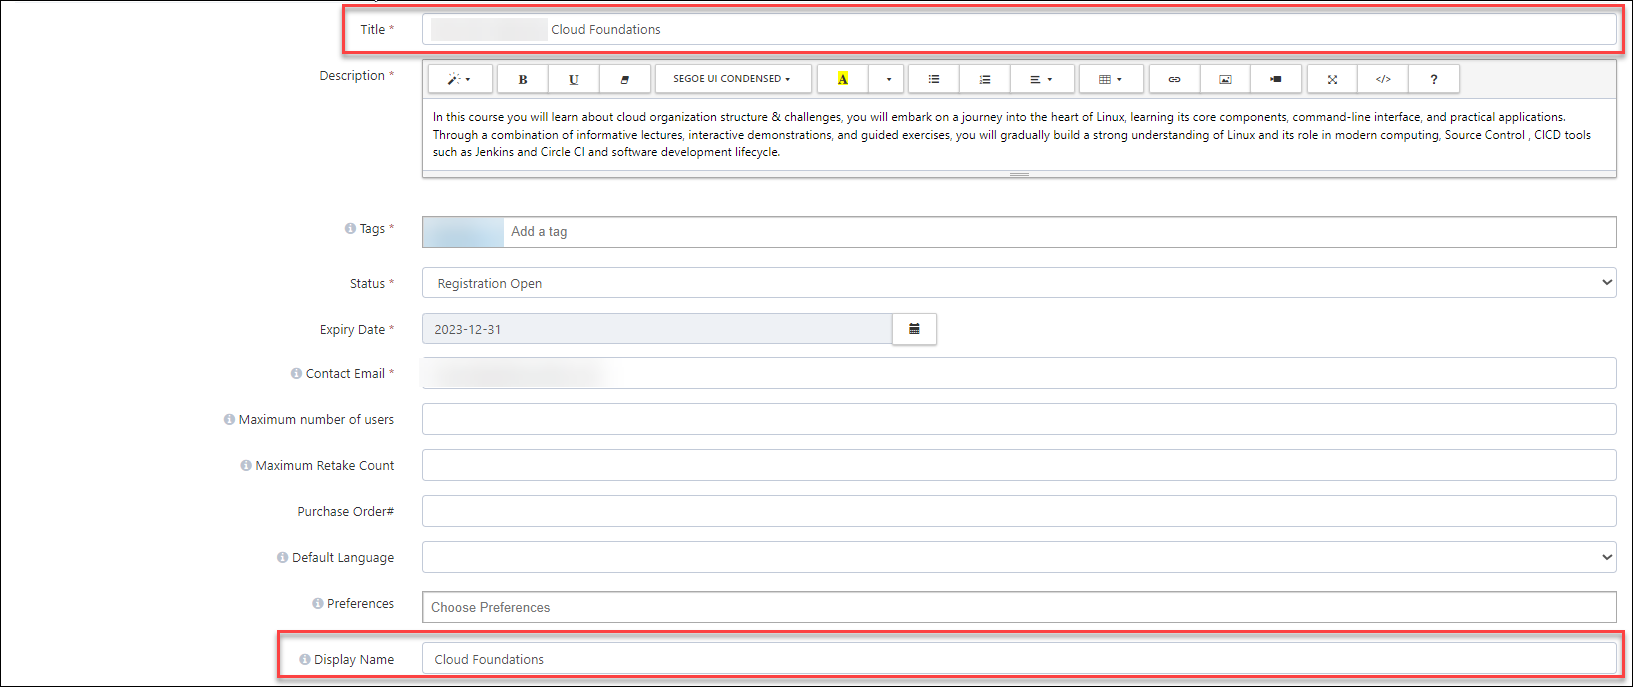 Title * Cloud Foundations
Description *
B U SEGOE UI CONDENSED A </> ?
In this course you will learn about cloud organization structure & challenges, you will embark on a journey into the heart of Linux, learning its core components, command-line interface, and practical applications.
Through a combination of informative lectures, interactive demonstrations, and guided exercises, you will gradually build a strong understanding of Linux and its role in modern computing, Source Control , CICD tools
such as Jenkins and Circle CI and software development lifecycle.
Tags * Add a tag
Status * Registration Open
Expiry Date * 2023-12-31
Contact Email *
Maximum number of users
Maximum Retake Count
Purchase Order#
Default Language
Preferences Choose Preferences
Display Name Cloud Foundations